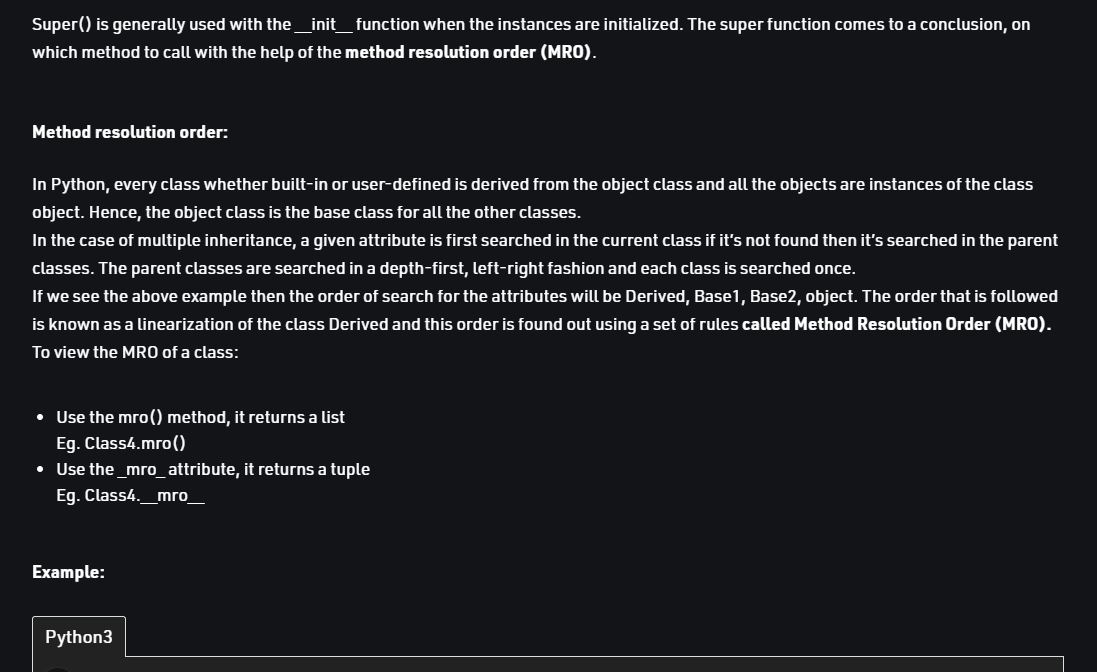 Super() is generally used with the __init__ function when the instances are initialized. The super function comes to a conclusion, on
which method to call with the help of the method resolution order (MRO).
Method resolution order:
In Python, every class whether built-in or user-defined is derived from the object class and all the objects are instances of the class
object. Hence, the object class is the base class for all the other classes.
In the case of multiple inheritance, a given attribute is first searched in the current class if it's not found then it's searched in the parent
classes. The parent classes are searched in a depth-first, left-right fashion and each class is searched once.
If we see the above example then the order of search for the attributes will be Derived, Base1, Base2, object. The order that is followed
is known as a linearization of the class Derived and this order is found out using a set of rules called Method Resolution Order (MRO).
To view the MRO of a class:
• Use the mro() method, it returns a list
Eg. Class4.mro()
• Use the _mro_ attribute, it returns a tuple
Eg. Class4.__mro__
Example:
Python3